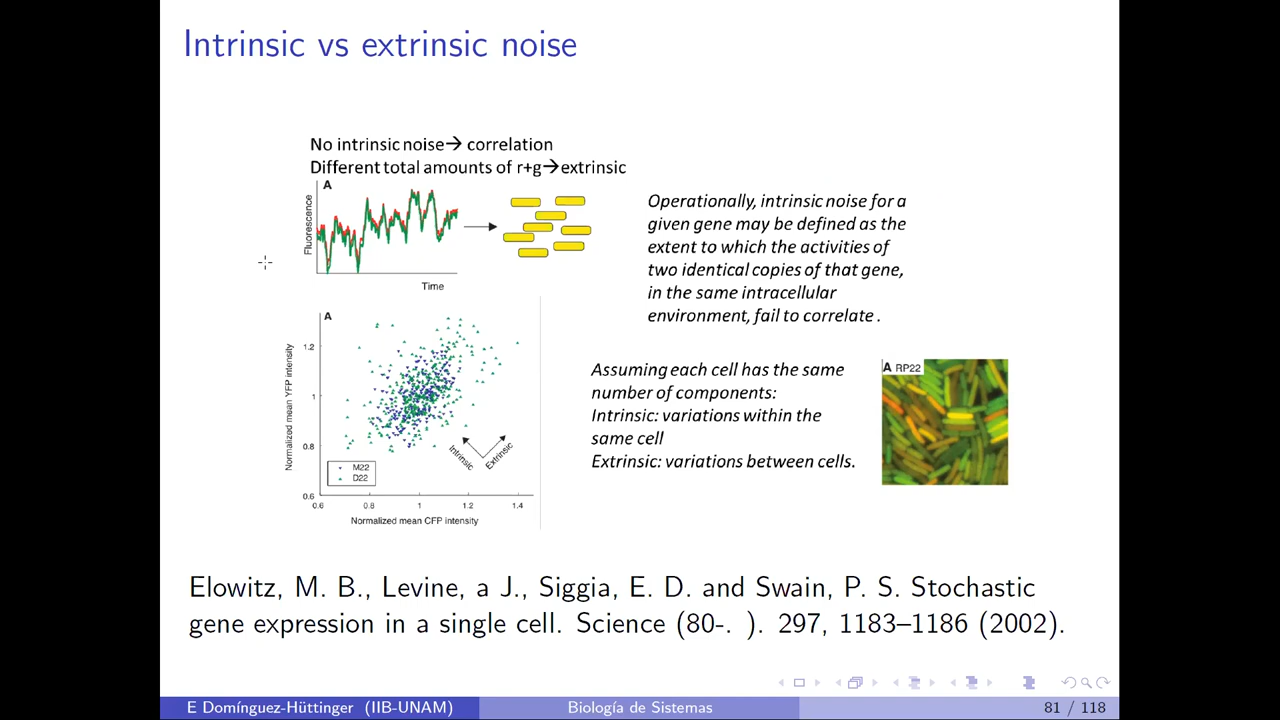 Intrinsic vs extrinsic noise
No intrinsic noise→ correlation
Different total amounts of r+g→extrinsic
A
Fluorescence
Time
Operationally, intrinsic noise for a
given gene may be defined as the
extent to which the activities of
two identical copies of that gene,
in the same intracellular
environment, fail to correlate .
A
Normalized mean YFP intensity
1.2
1
0.8
0.6
Intrinsic
Extrinsic
M22
D22
0.6 0.8 1 1.2 1.4
Normalized mean CFP intensity
Assuming each cell has the same
number of components:
Intrinsic: variations within the
same cell
Extrinsic: variations between cells.
A RP22
Elowitz, M. B., Levine, a J., Siggia, E. D. and Swain, P. S. Stochastic
gene expression in a single cell. Science (80-. ). 297, 1183–1186 (2002).
E Domínguez-Hüttinger (IIB-UNAM) Biología de Sistemas 81 / 118